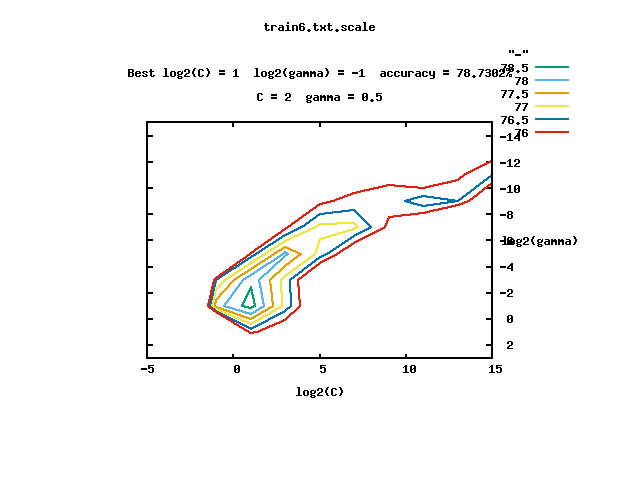 train6.txt.scale
"-"
Best log2(C) = 1  log2(gamma) = -1  accuracy = 78.7302%
78.5
78
77.5
77
76.5
76
C = 2  gamma = 0.5
-14
-12
-10
-8
-6
log2(gamma)
-4
-2
0
2
-5 0 5 10 15
log2(C)